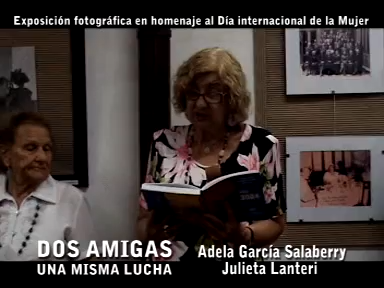 Exposición fotográfica en homenaje al Día internacional de la Mujer
DOS AMIGAS
UNA MISMA LUCHA
Adela García Salaberry
Julieta Lanteri